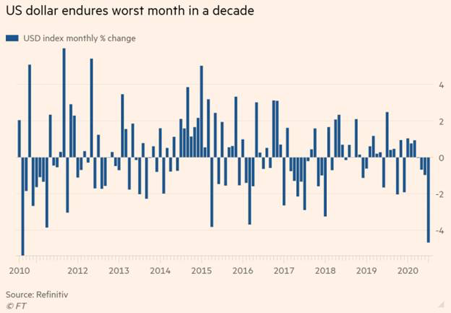 US dollar endures worst month in a decade
USD index monthly % change
4
2
0
-2
-4
2010 2012 2013 2014 2015 2016 2017 2018 2019 2020
Source: Refinitiv
© FT